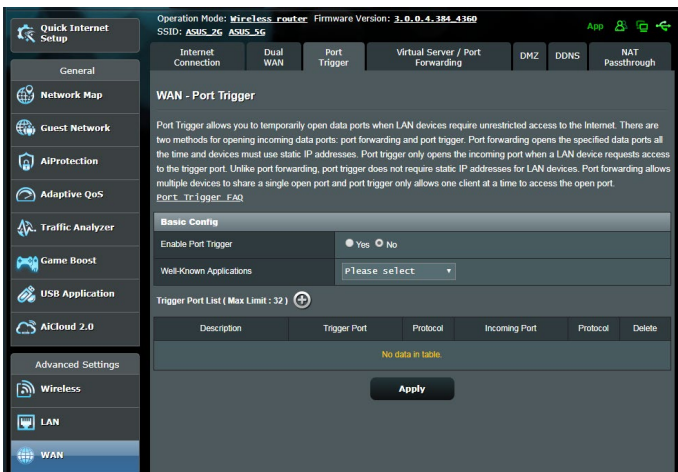 Quick Internet
Setup
General
Network Map
Guest Network
AiProtection
Adaptive QoS
Traffic Analyzer
Game Boost
USB Application
AiCloud 2.0
Advanced Settings
Wireless
LAN
WAN
Operation Mode: Wireless router Firmware Version: 3.0.0.4.384_4360
SSID: ASUS_2G ASUS_5G
App
Internet
Connection
Dual
WAN
Port
Trigger
Virtual Server / Port
Forwarding
DMZ
DDNS
NAT
Passthrough
WAN - Port Trigger
Port Trigger allows you to temporarily open data ports when LAN devices require unrestricted access to the Internet. There are
two methods for opening incoming data ports: port forwarding and port trigger. Port forwarding opens the specified data ports all
the time and devices must use static IP addresses. Port trigger only opens the incoming port when a LAN device requests access
to the trigger port. Unlike port forwarding, port trigger does not require static IP addresses for LAN devices. Port forwarding allows
multiple devices to share a single open port and port trigger only allows one client at a time to access the open port.
Port Trigger FAQ
Basic Config
Enable Port Trigger Yes No
Well-Known Applications Please select
Trigger Port List ( Max Limit : 32 )
Description Trigger Port Protocol Incoming Port Protocol Delete
No data in table.
Apply